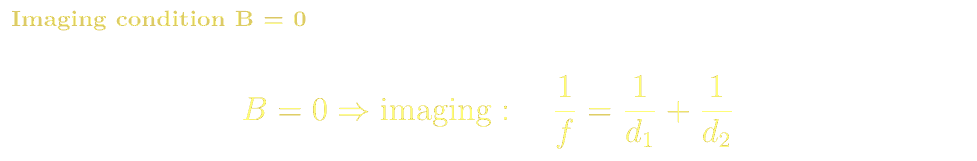 Imaging condition B = 0
B = 0 ⇒ imaging : 1/f = 1/d₁ + 1/d₂